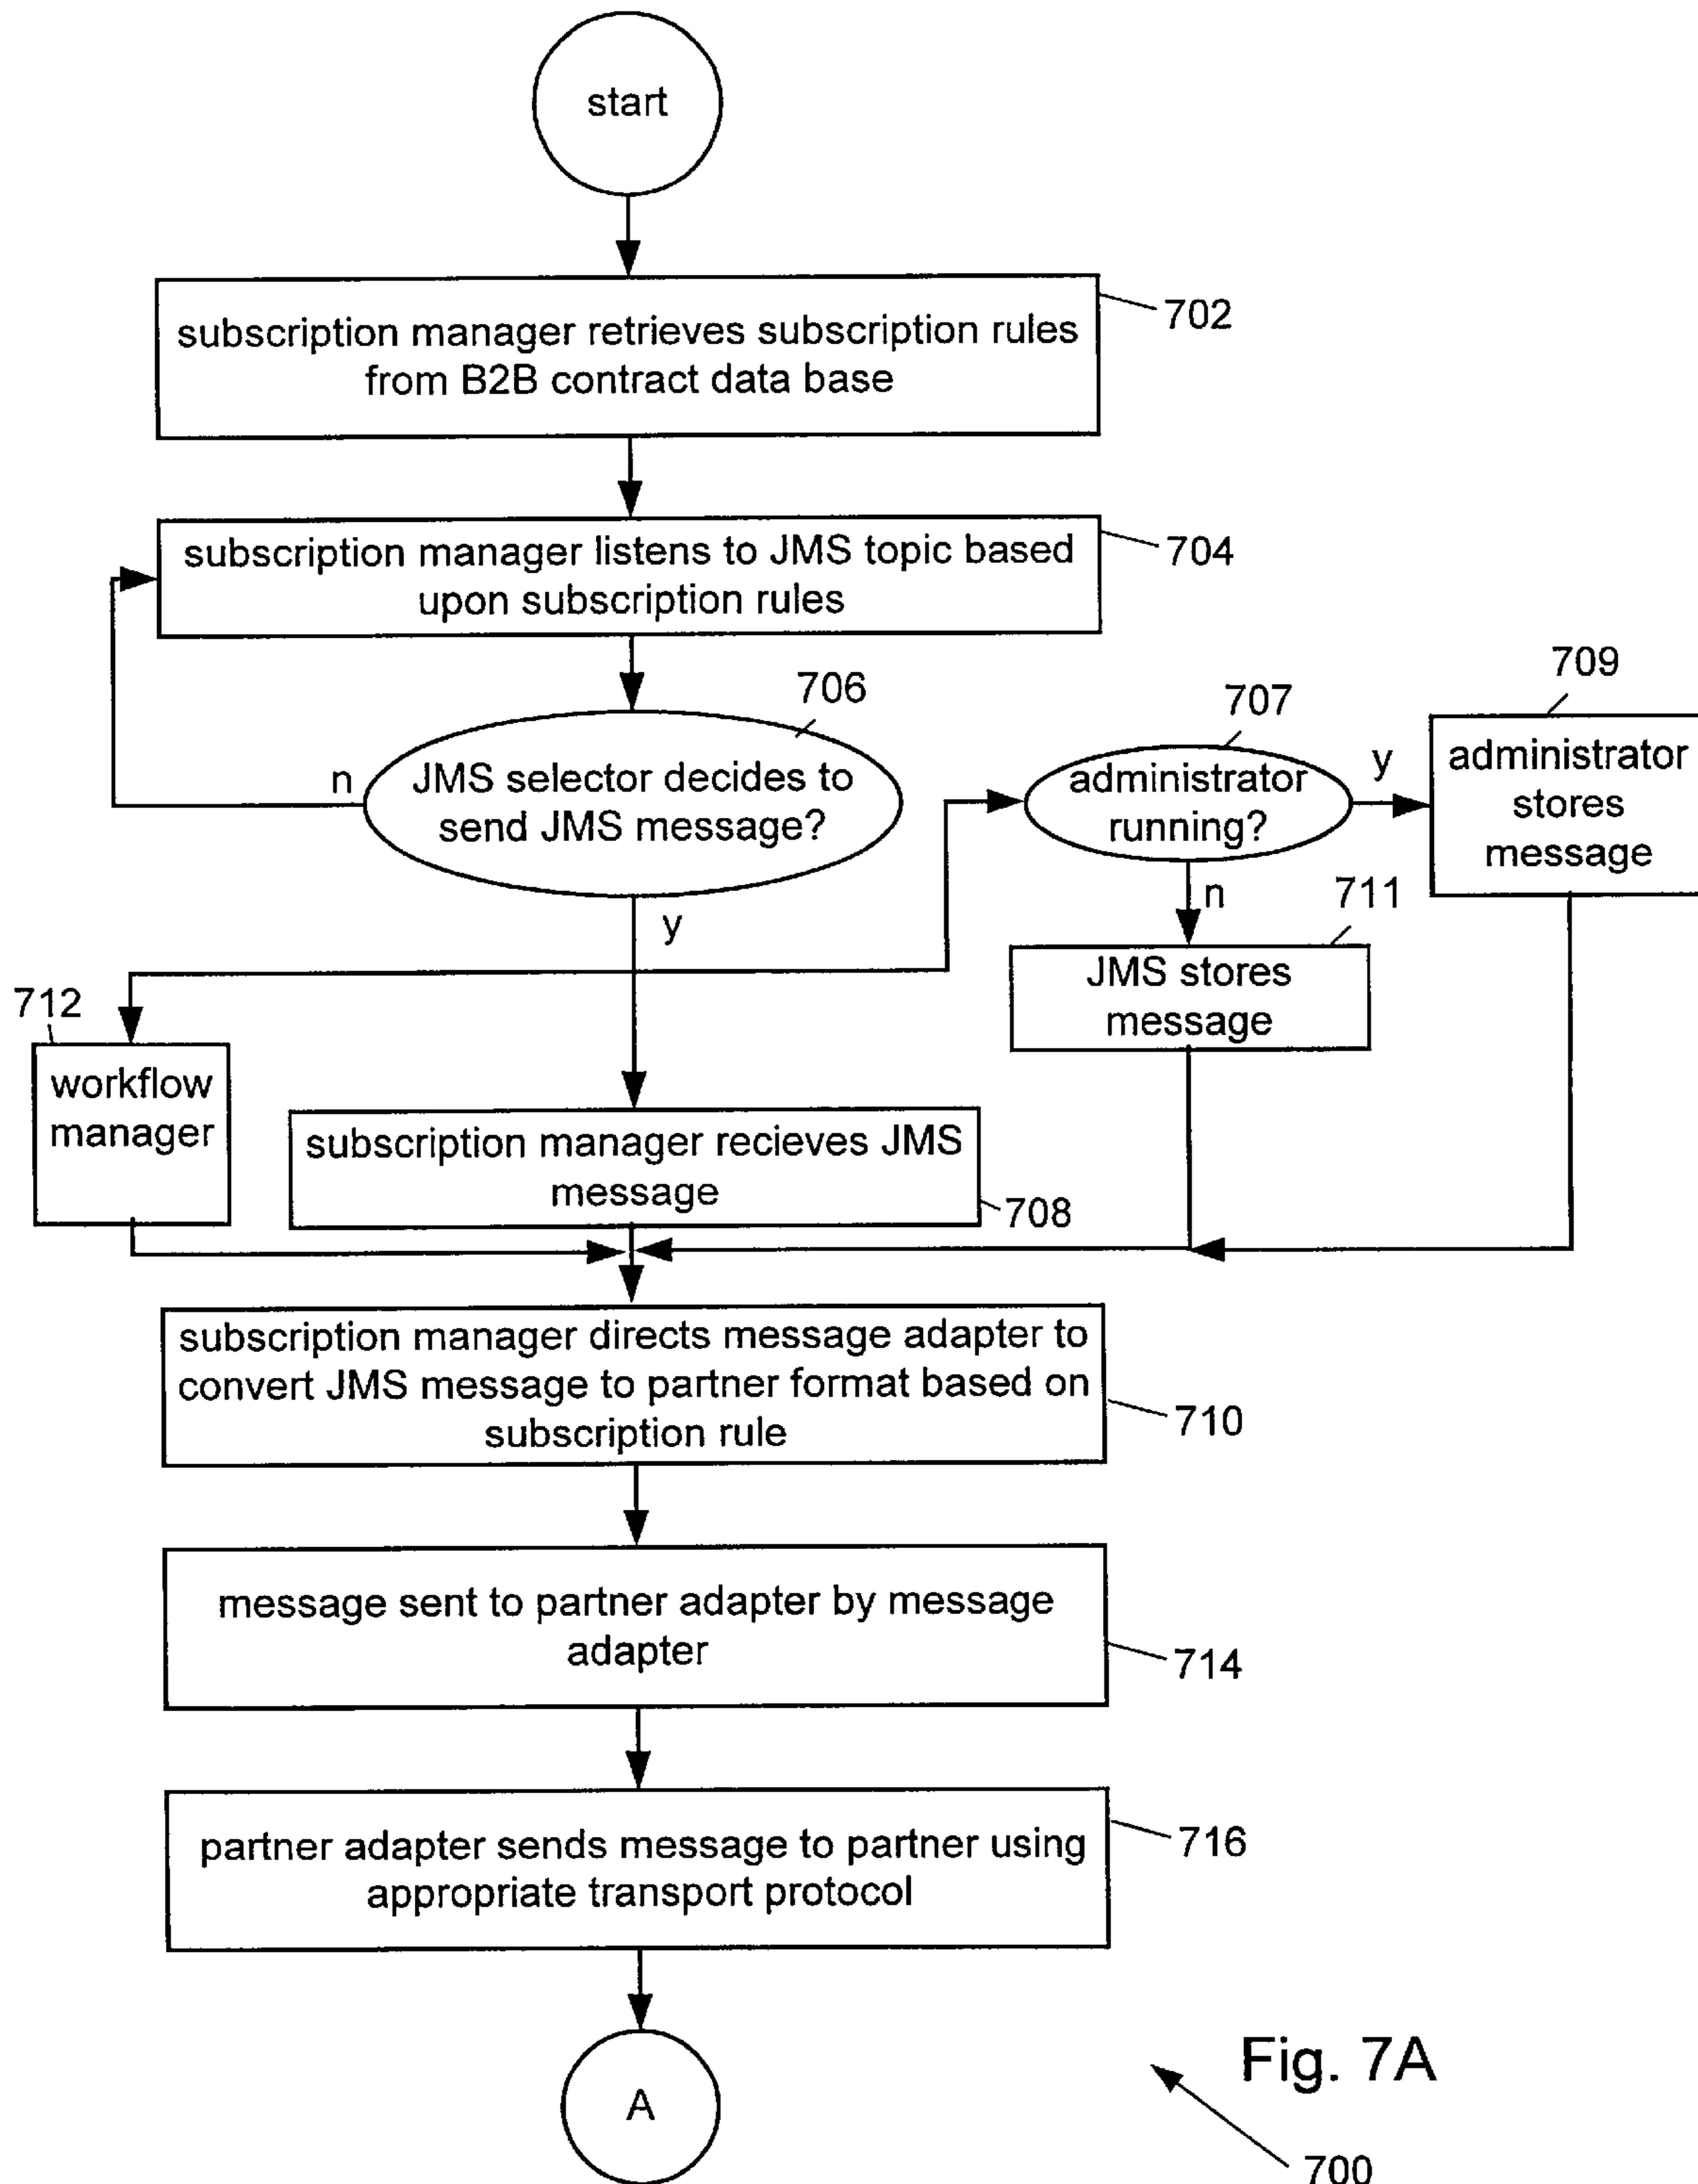 start
subscription manager retrieves subscription rules
from B2B contract data base
702
subscription manager listens to JMS topic based
upon subscription rules
704
706
JMS selector decides to
send JMS message?
n
y
707
administrator
running?
y
n
709
administrator
stores
message
711
JMS stores
message
712
workflow
manager
subscription manager recieves JMS
message
708
subscription manager directs message adapter to
convert JMS message to partner format based on
subscription rule
710
message sent to partner adapter by message
adapter
714
partner adapter sends message to partner using
appropriate transport protocol
716
A
Fig. 7A
700